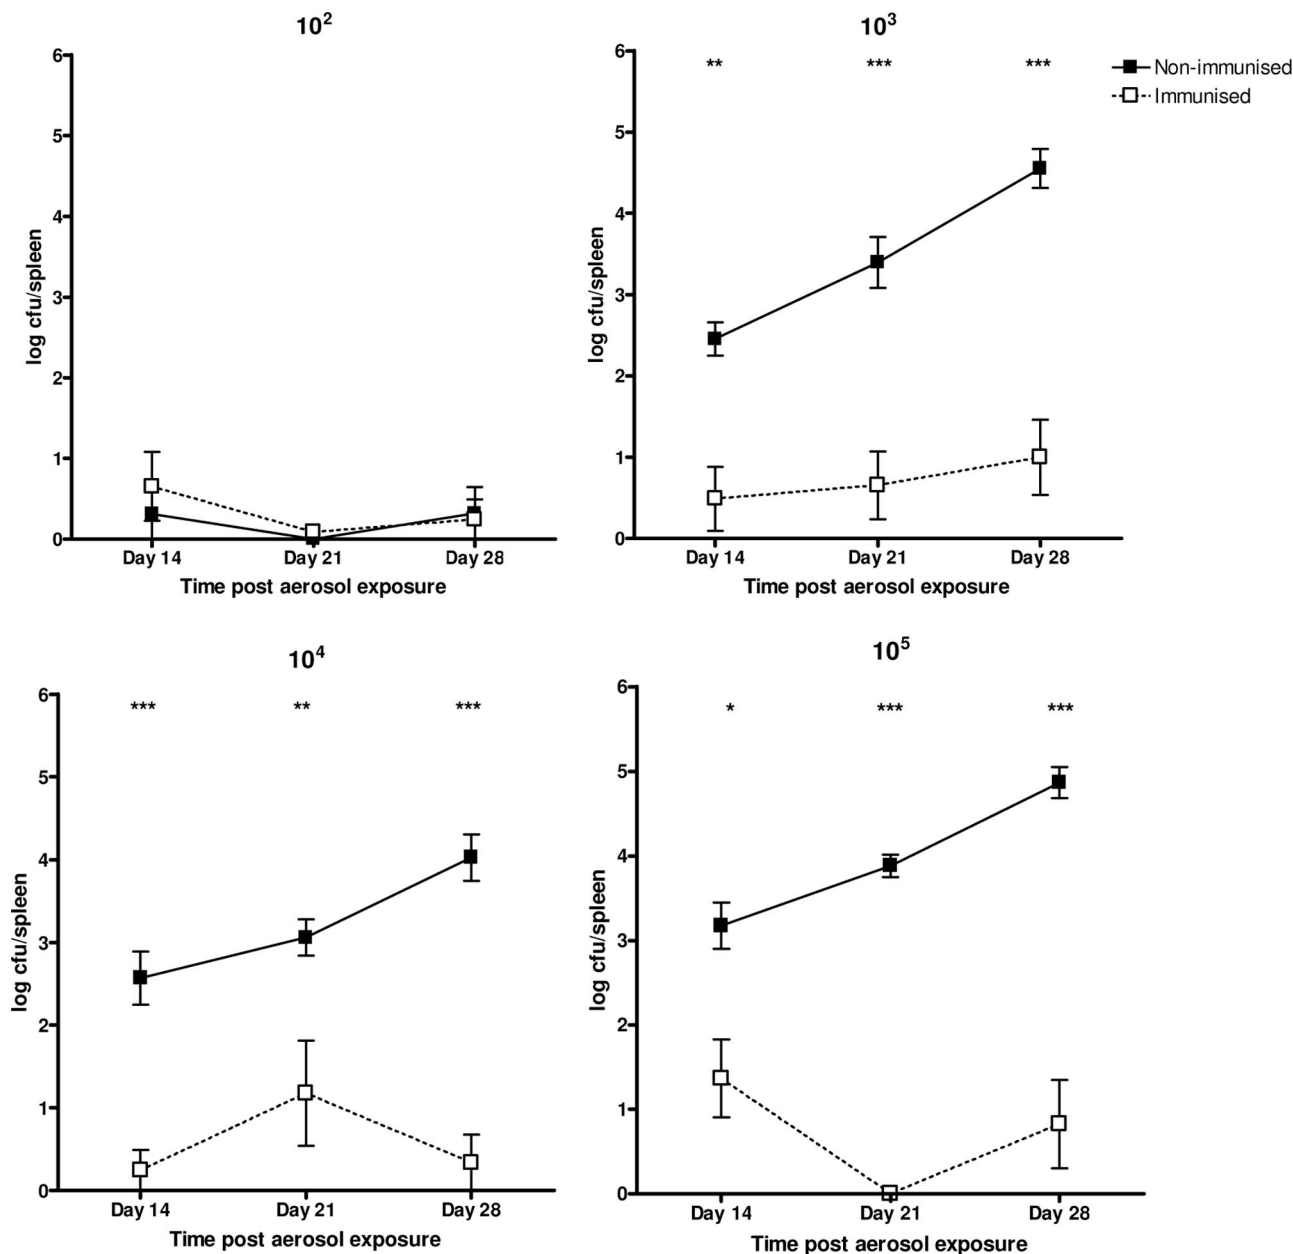 10²
6
5
4
3
2
1
0
log cfu/spleen
Day 14 Day 21 Day 28
Time post aerosol exposure
10³
** *** ***
6
5
4
3
2
1
0
log cfu/spleen
Day 14 Day 21 Day 28
Time post aerosol exposure
Non-immunised
Immunised
10⁴
*** ** ***
6
5
4
3
2
1
0
log cfu/spleen
Day 14 Day 21 Day 28
Time post aerosol exposure
10⁵
* *** ***
6
5
4
3
2
1
0
log cfu/spleen
Day 14 Day 21 Day 28
Time post aerosol exposure